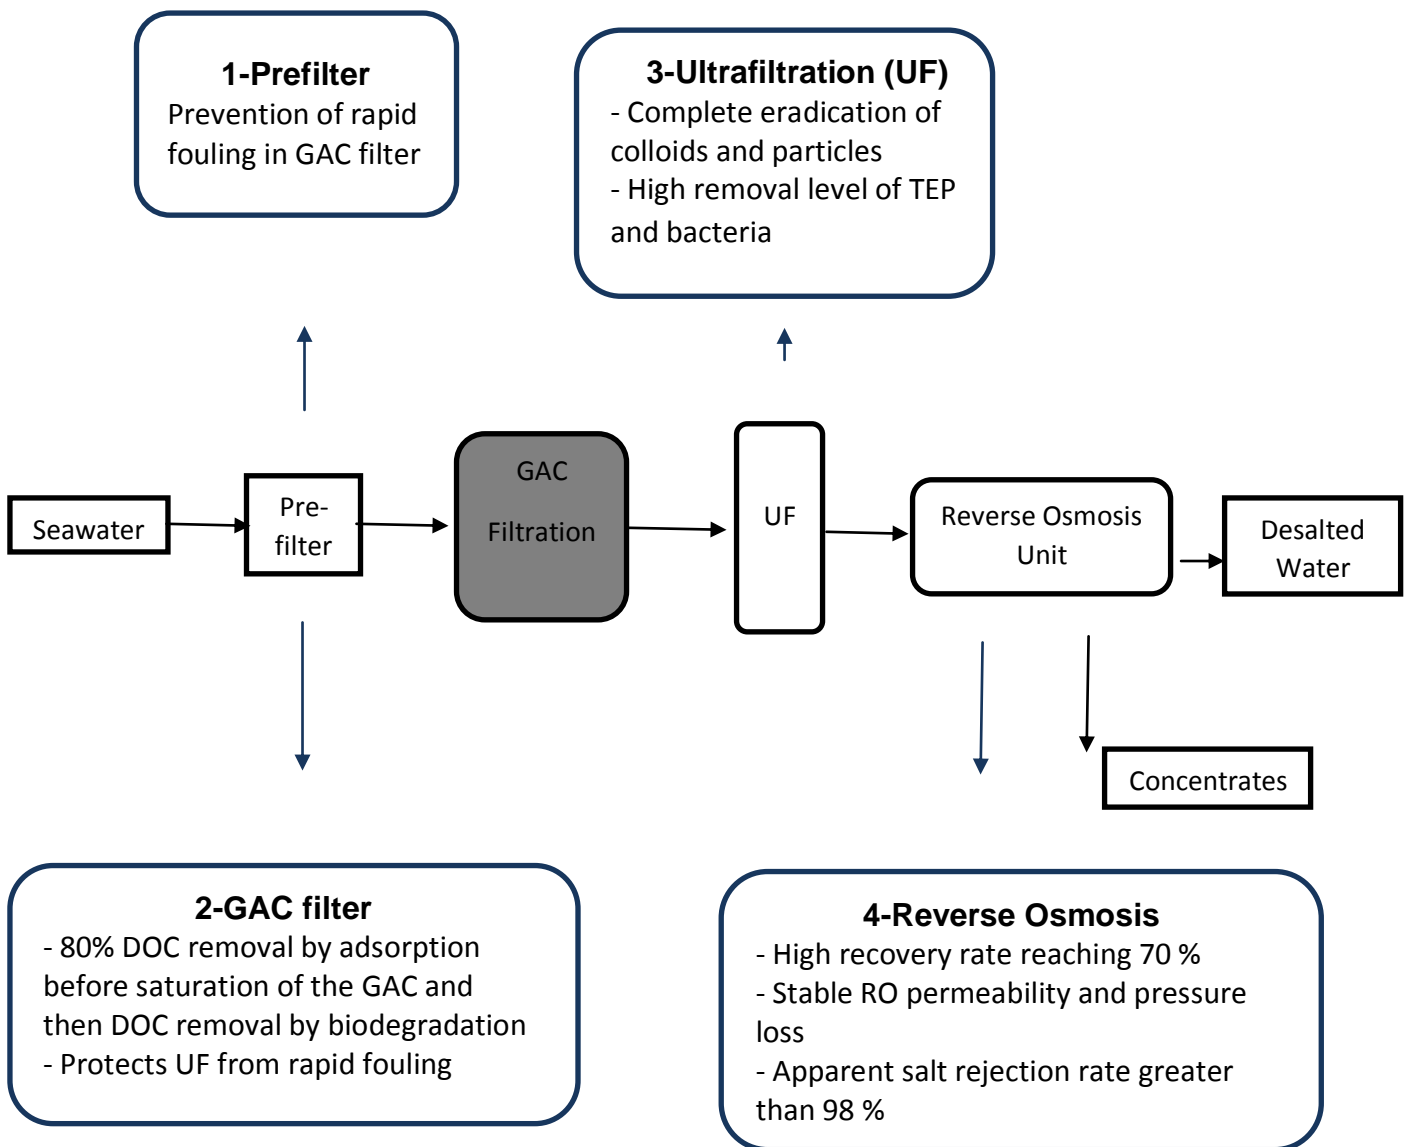 1-Prefilter
Prevention of rapid
fouling in GAC filter
3-Ultrafiltration (UF)
- Complete eradication of
colloids and particles
- High removal level of TEP
and bacteria
Seawater
Pre-
filter
GAC
Filtration
UF
Reverse Osmosis
Unit
Desalted
Water
Concentrates
2-GAC filter
- 80% DOC removal by adsorption
before saturation of the GAC and
then DOC removal by biodegradation
- Protects UF from rapid fouling
4-Reverse Osmosis
- High recovery rate reaching 70 %
- Stable RO permeability and pressure
loss
- Apparent salt rejection rate greater
than 98 %